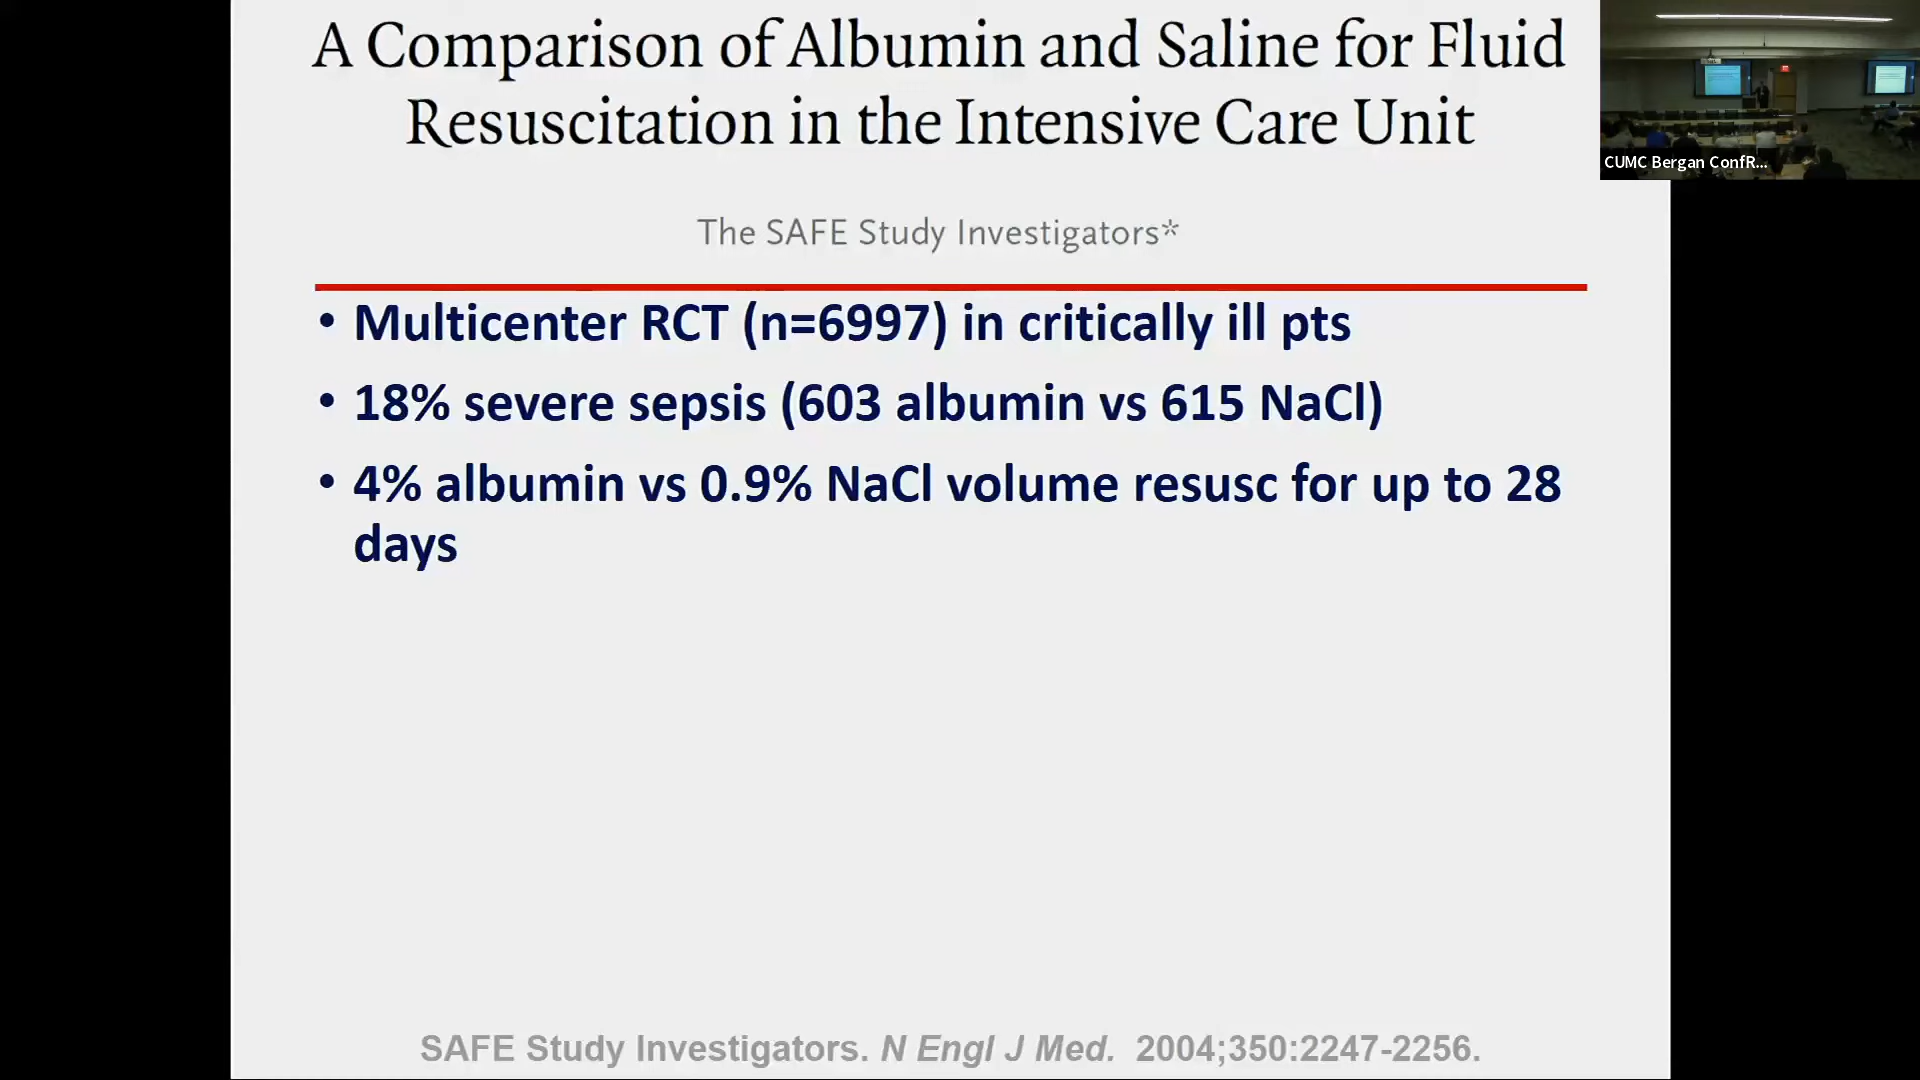 A Comparison of Albumin and Saline for Fluid
Resuscitation in the Intensive Care Unit
CUMC Bergan ConfR...
The SAFE Study Investigators*
• Multicenter RCT (n=6997) in critically ill pts
• 18% severe sepsis (603 albumin vs 615 NaCl)
• 4% albumin vs 0.9% NaCl volume resusc for up to 28
days
SAFE Study Investigators. N Engl J Med. 2004;350:2247-2256.